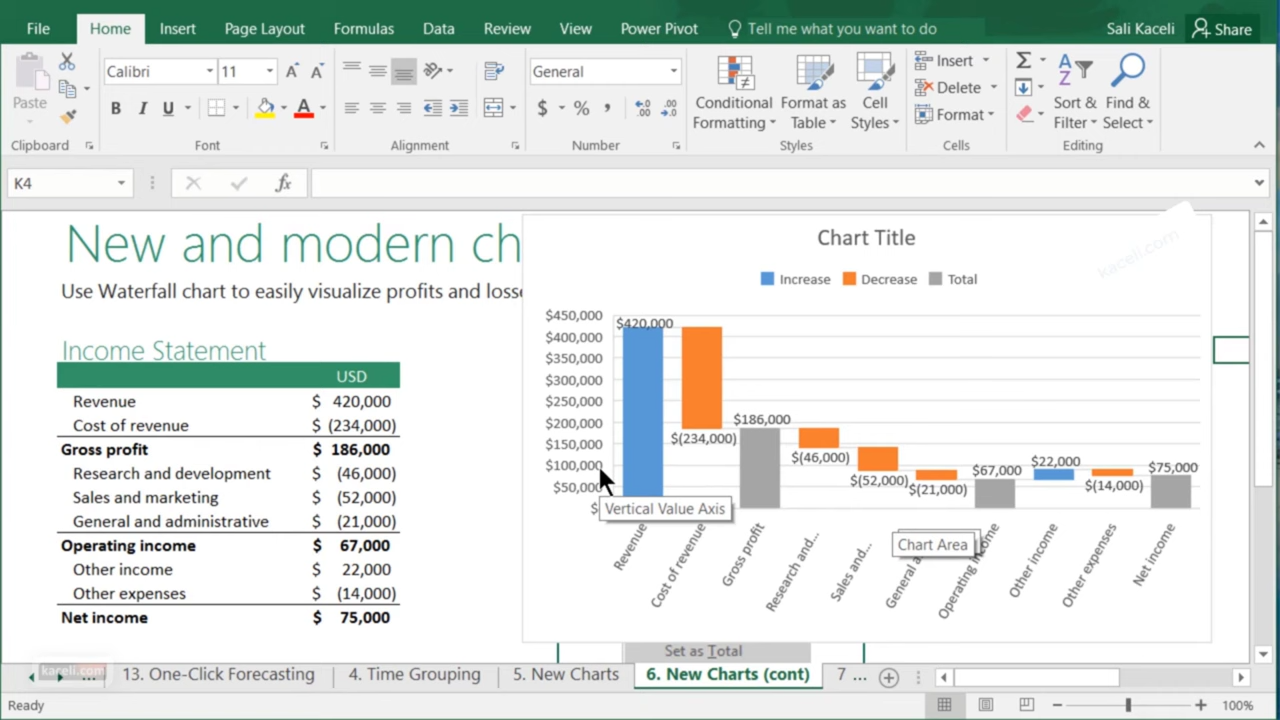 File Home Insert Page Layout Formulas Data Review View Power Pivot Tell me what you want to do Sali Kaceli Share
Paste
Calibri 11 A A
B I U A
General
$ % ,
Conditional Formatting
Format as Table
Cell Styles
Insert
Delete
Format
Sort & Filter
Find & Select
Clipboard Font Alignment Number Styles Cells Editing
K4 fx
New and modern ch
Use Waterfall chart to easily visualize profits and losse
Income Statement
USD
Revenue $ 420,000
Cost of revenue $ (234,000)
Gross profit $ 186,000
Research and development $ (46,000)
Sales and marketing $ (52,000)
General and administrative $ (21,000)
Operating income $ 67,000
Other income $ 22,000
Other expenses $ (14,000)
Net income $ 75,000
Chart Title
kaceli.com
Increase Decrease Total
$450,000
$400,000
$350,000
$300,000
$250,000
$200,000
$150,000
$100,000
$50,000
$
$420,000
$(234,000)
$186,000
$(46,000)
$(52,000)
$(21,000)
$67,000
$22,000
$(14,000)
$75,000
Vertical Value Axis
Chart Area
Revenue
Cost of revenue
Gross profit
Research and...
Sales and...
General a
Operating income
Other income
Other expenses
Net income
Set as Total
kaceli.com
... 13. One-Click Forecasting 4. Time Grouping 5. New Charts 6. New Charts (cont) 7 ...
Ready 100%